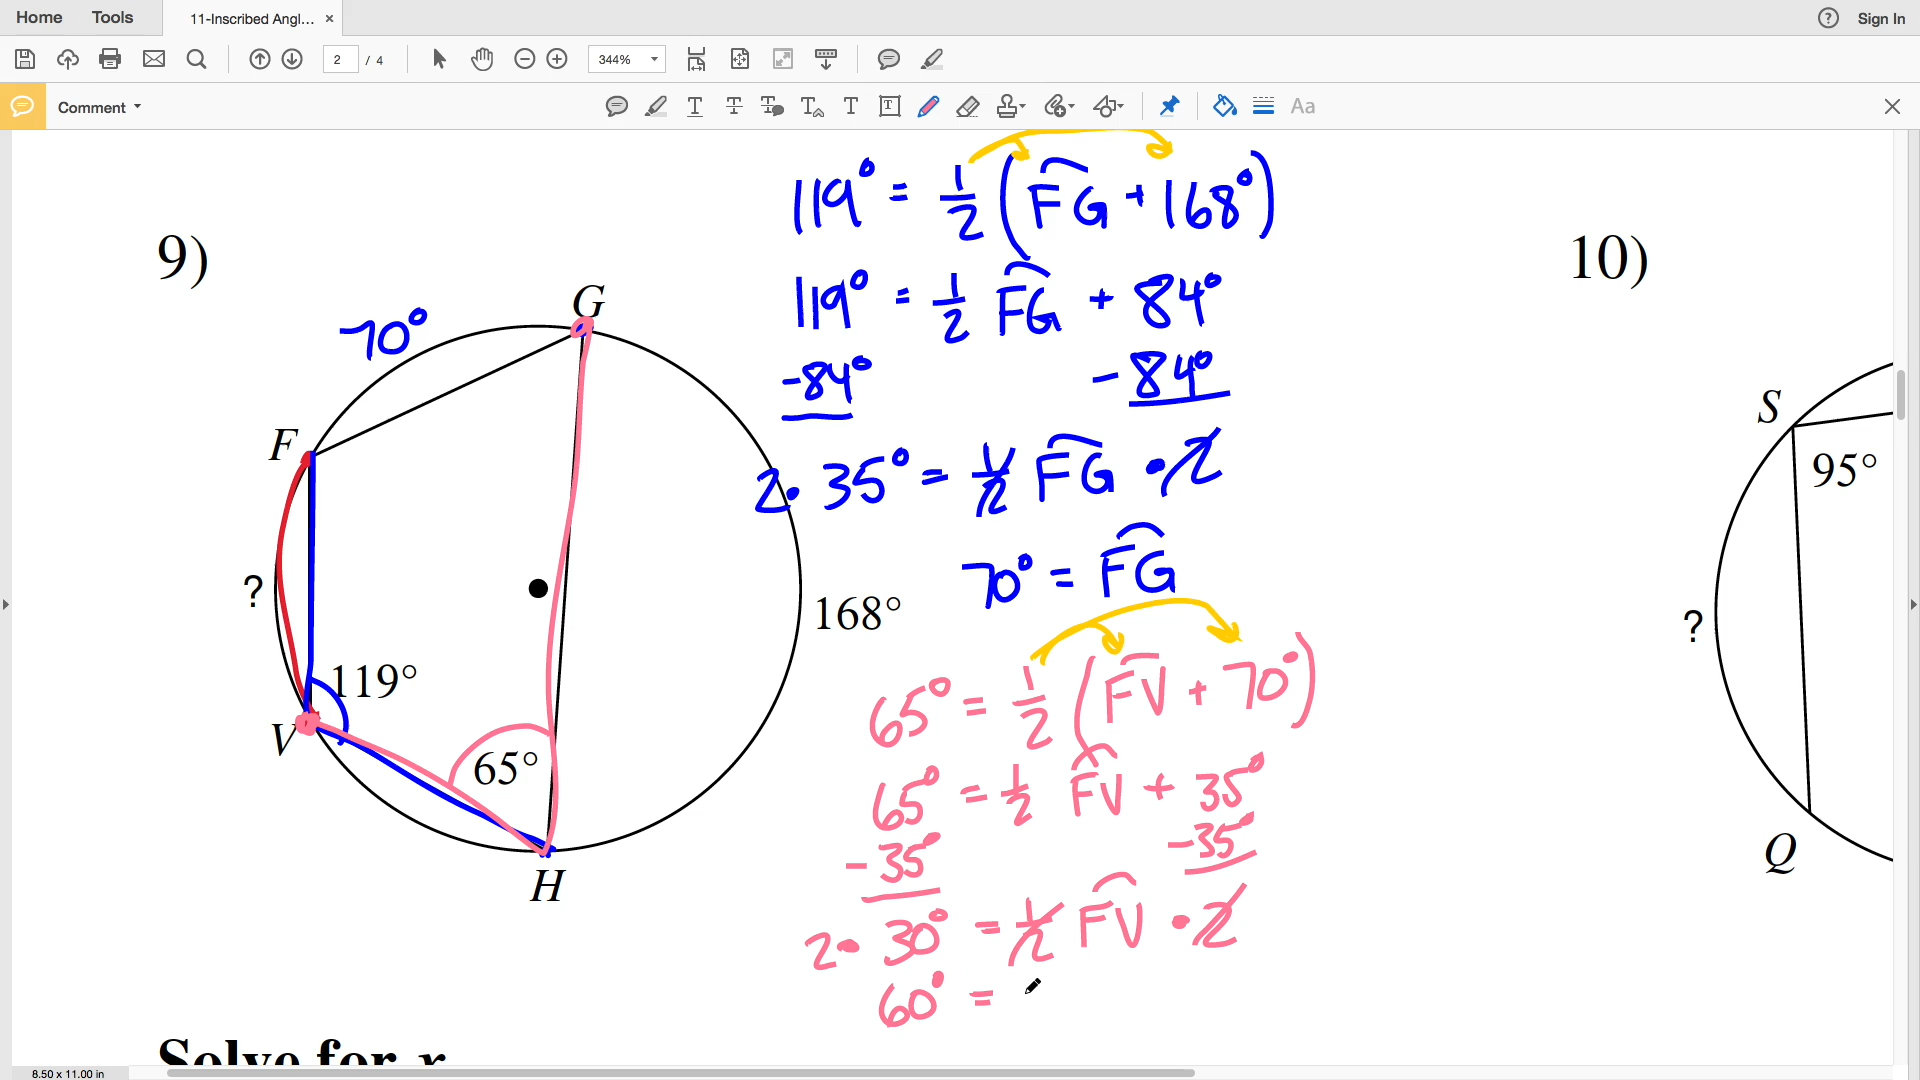 Home Tools 11-Inscribed Angl... × ? Sign In
2 / 4 344%
Comment T T T T T T Aa
119° = 1/2 (FG + 168°)
9)
10)
119° = 1/2 FG + 84°
G
70°
-84° - 84°
S
F
2 · 35° = 1/2 FG · 2
95°
70° = FG
?
168°
?
65° = 1/2 (FV + 70°)
119°
V
65° = 1/2 FV + 35°
65°
-35° -35°
Q
H
2 · 30° = 1/2 FV · 2
60° =
Solve for x
8.50 x 11.00 in